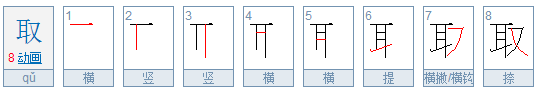 取 1 2 3 4 5 6 7 8
8 动画
qǔ 横 竖 竖 横 横 提 横撇/横钩 捺